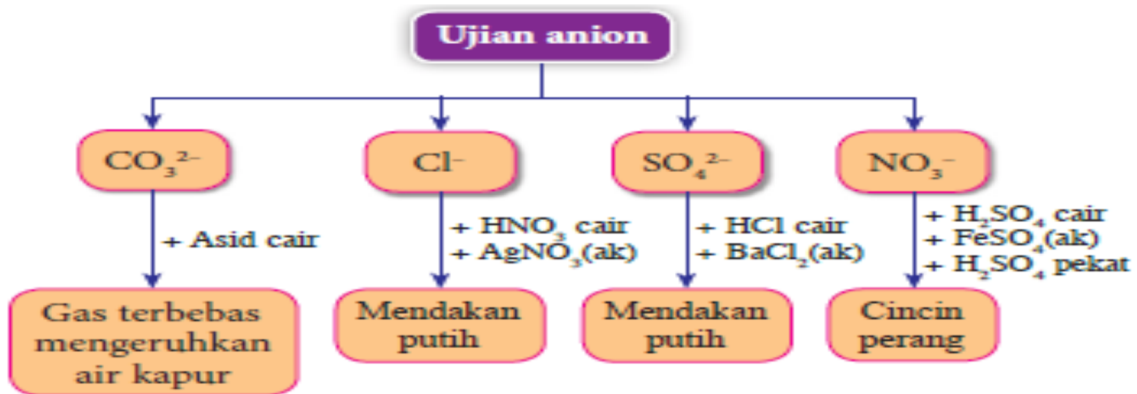 Ujian anion
CO₃²⁻
Cl⁻
SO₄²⁻
NO₃⁻
+ Asid cair
+ HNO₃ cair
+ AgNO₃(ak)
+ HCl cair
+ BaCl₂(ak)
+ H₂SO₄ cair
+ FeSO₄(ak)
+ H₂SO₄ pekat
Gas terbebas
mengeruhkan
air kapur
Mendakan
putih
Mendakan
putih
Cincin
perang